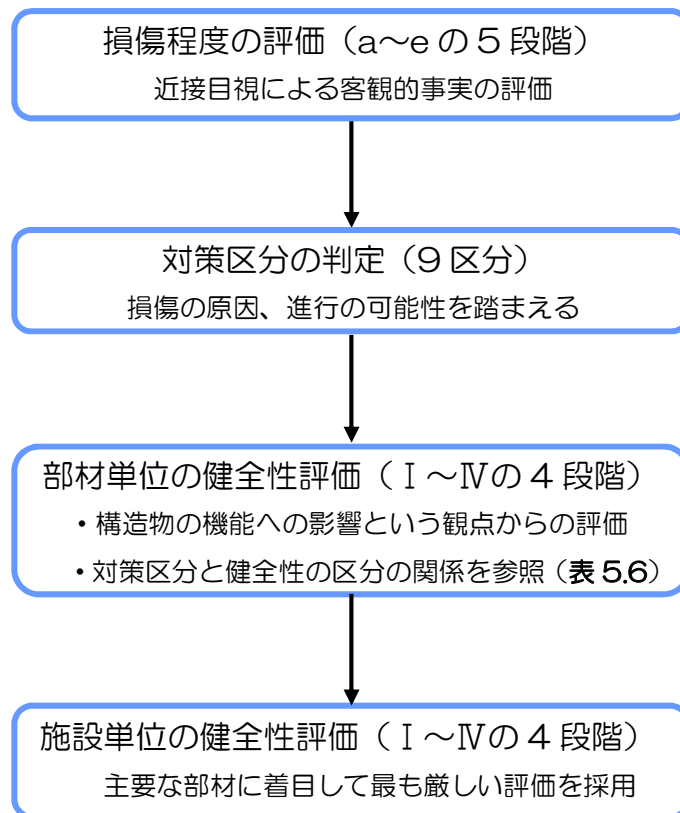 損傷程度の評価（a～eの5段階）
近接目視による客観的事実の評価
対策区分の判定（9区分）
損傷の原因、進行の可能性を踏まえる
部材単位の健全性評価（Ⅰ～Ⅳの4段階）
・構造物の機能への影響という観点からの評価
・対策区分と健全性の区分の関係を参照（表5.6）
施設単位の健全性評価（Ⅰ～Ⅳの4段階）
主要な部材に着目して最も厳しい評価を採用